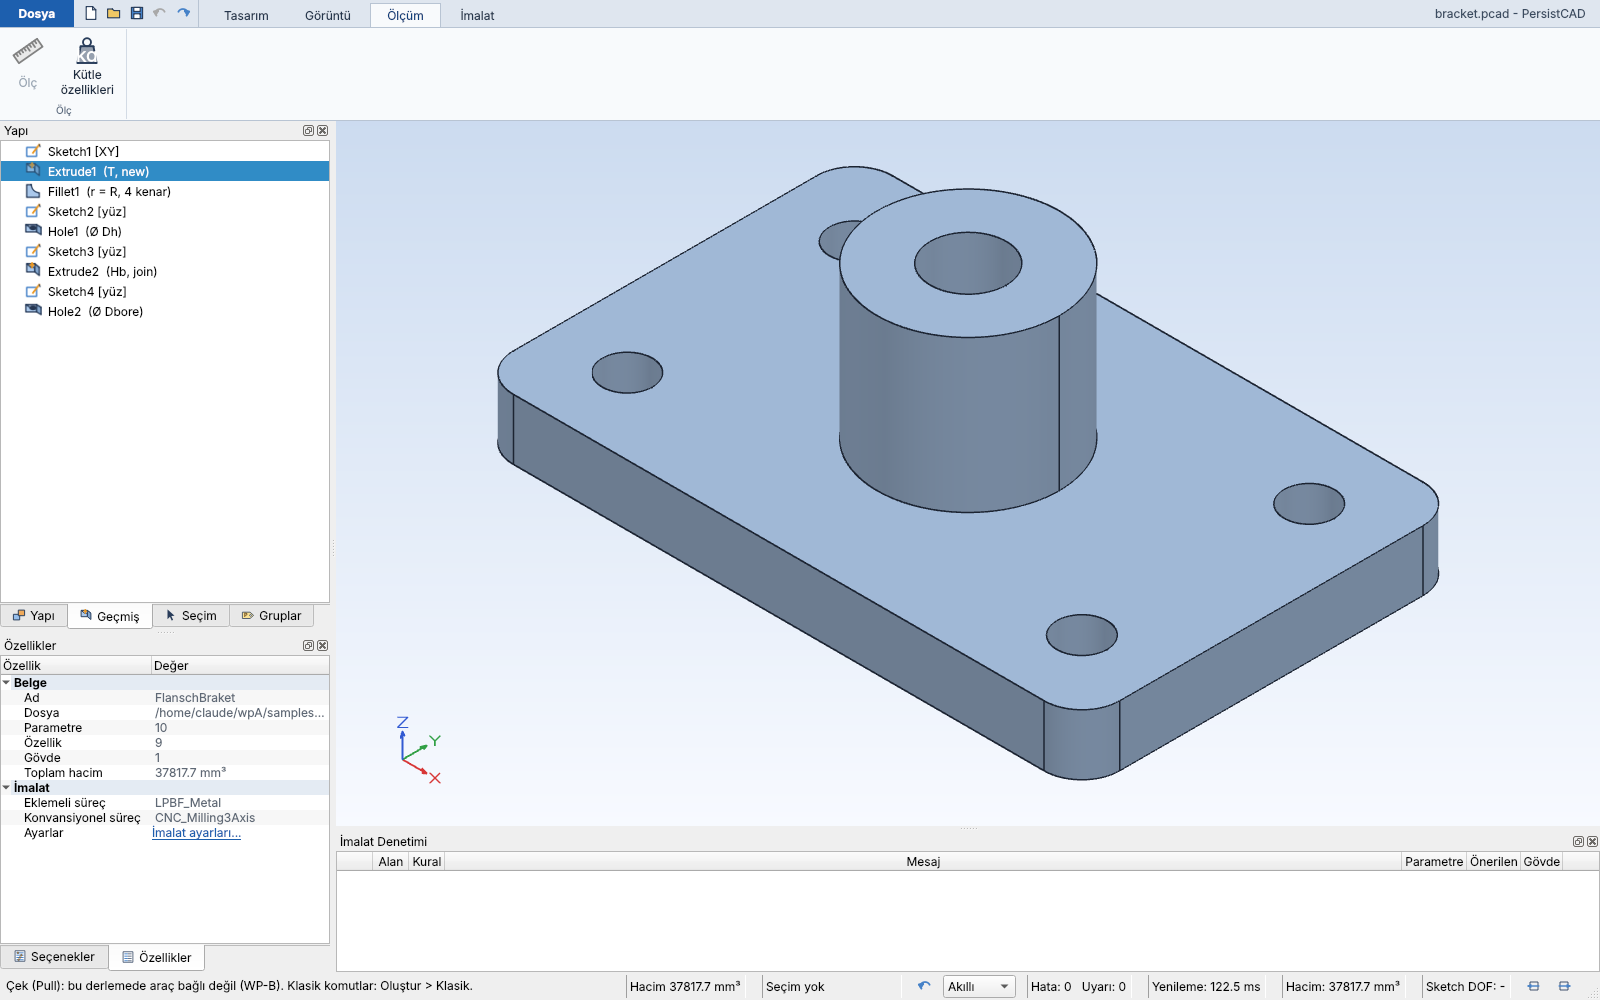 Dosya
Tasarım Görüntü Ölçüm İmalat
bracket.pcad - PersistCAD
Ölç
Kütle
özellikleri
Ölç
Yapı
Sketch1 [XY]
Extrude1 (T, new)
Fillet1 (r = R, 4 kenar)
Sketch2 [yüz]
Hole1 (Ø Dh)
Sketch3 [yüz]
Extrude2 (Hb, join)
Sketch4 [yüz]
Hole2 (Ø Dbore)
Yapı Geçmiş Seçim Gruplar
Özellikler
Özellik Değer
Belge
Ad FlanschBraket
Dosya /home/claude/wpA/samples...
Parametre 10
Özellik 9
Gövde 1
Toplam hacim 37817.7 mm³
İmalat
Eklemeli süreç LPBF_Metal
Konvansiyonel süreç CNC_Milling3Axis
Ayarlar İmalat ayarları...
Seçenekler Özellikler
Z
Y
X
İmalat Denetimi
Alan Kural Mesaj Parametre Önerilen Gövde
Çek (Pull): bu derlemede araç bağlı değil (WP-B). Klasik komutlar: Oluştur > Klasik. Hacim 37817.7 mm³ Seçim yok Akıllı Hata: 0 Uyarı: 0 Yenileme: 122.5 ms Hacim: 37817.7 mm³ Sketch DOF: -